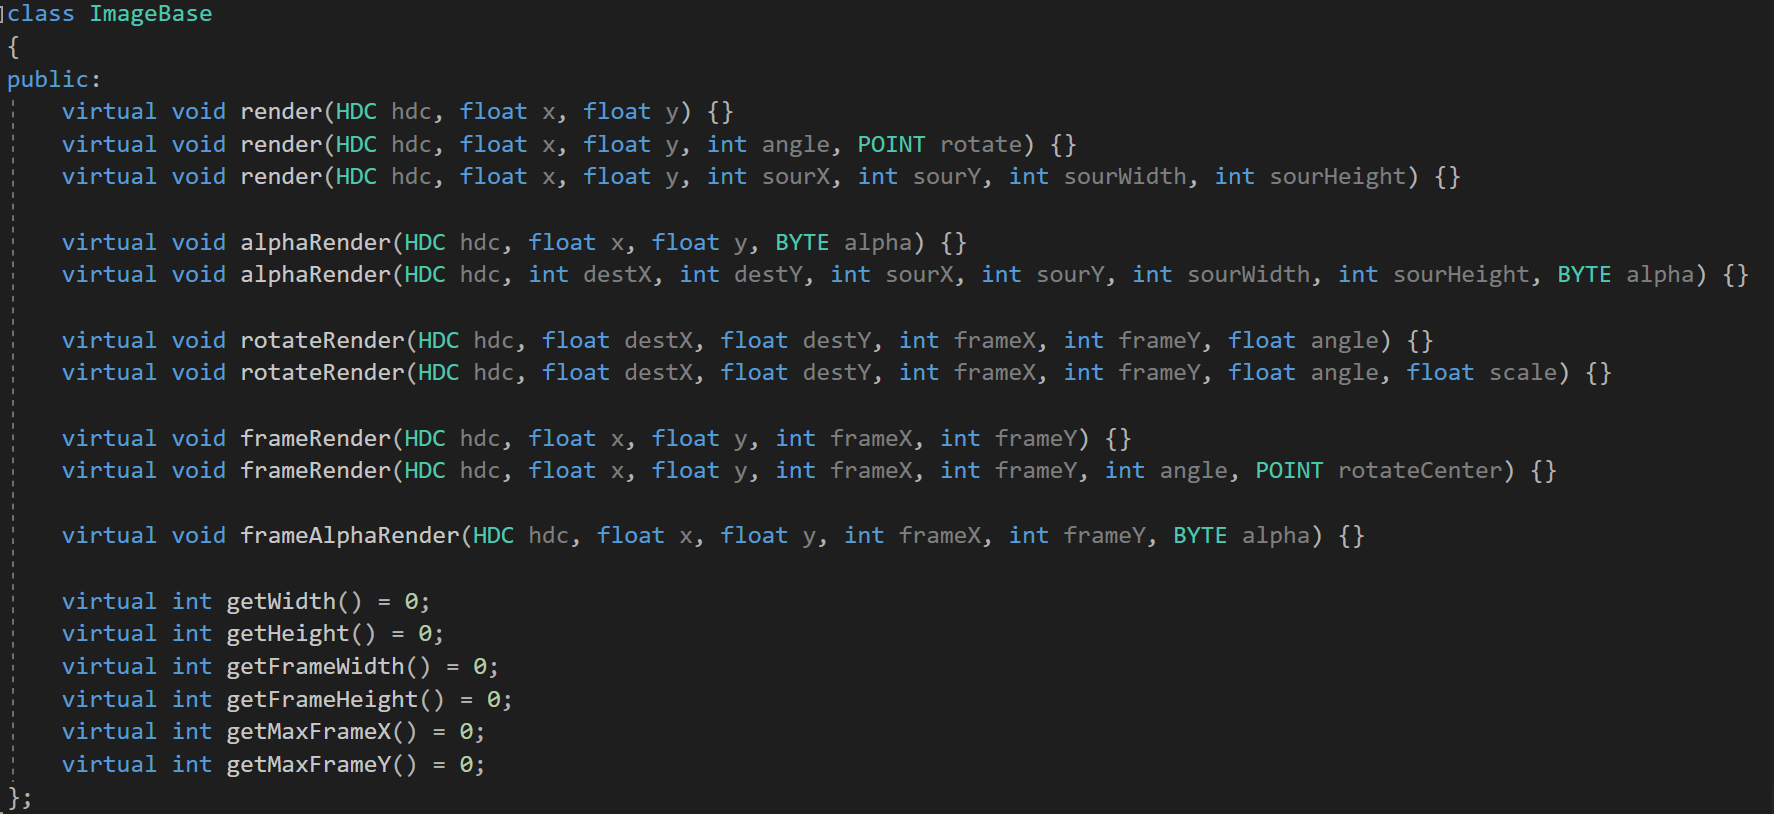 class ImageBase
{
public:
    virtual void render(HDC hdc, float x, float y) {}
    virtual void render(HDC hdc, float x, float y, int angle, POINT rotate) {}
    virtual void render(HDC hdc, float x, float y, int sourX, int sourY, int sourWidth, int sourHeight) {}

    virtual void alphaRender(HDC hdc, float x, float y, BYTE alpha) {}
    virtual void alphaRender(HDC hdc, int destX, int destY, int sourX, int sourY, int sourWidth, int sourHeight, BYTE alpha) {}

    virtual void rotateRender(HDC hdc, float destX, float destY, int frameX, int frameY, float angle) {}
    virtual void rotateRender(HDC hdc, float destX, float destY, int frameX, int frameY, float angle, float scale) {}

    virtual void frameRender(HDC hdc, float x, float y, int frameX, int frameY) {}
    virtual void frameRender(HDC hdc, float x, float y, int frameX, int frameY, int angle, POINT rotateCenter) {}

    virtual void frameAlphaRender(HDC hdc, float x, float y, int frameX, int frameY, BYTE alpha) {}

    virtual int getWidth() = 0;
    virtual int getHeight() = 0;
    virtual int getFrameWidth() = 0;
    virtual int getFrameHeight() = 0;
    virtual int getMaxFrameX() = 0;
    virtual int getMaxFrameY() = 0;
};